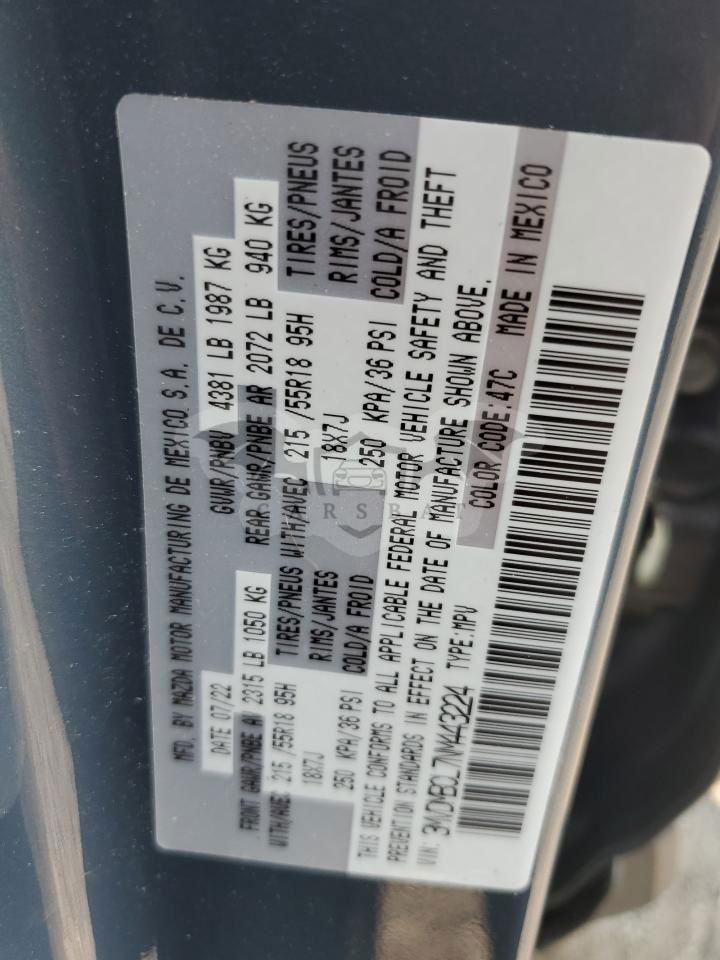 MFD. BY MAZDA MOTOR MANUFACTURING DE MEXICO S.A. DE C.V.
DATE 07/22 GVWR/PNBV 4381 LB 1987 KG
FRONT GAWR/PNBE AV 2315 LB 1050 KG REAR GAWR/PNBE AR 2072 LB 940 KG
WITH/AVEC 215 /55R18 95H TIRES/PNEUS WITH/AVEC 215 /55R18 95H TIRES/PNEUS
18X7J RIMS/JANTES 18X7J RIMS/JANTES
250 KPA/36 PSI COLD/A FROID 250 KPA/36 PSI COLD/A FROID
THIS VEHICLE CONFORMS TO ALL APPLICABLE FEDERAL MOTOR VEHICLE SAFETY AND THEFT
PREVENTION STANDARDS IN EFFECT ON THE DATE OF MANUFACTURE SHOWN ABOVE.
VIN: TYPE:MPV COLOR CODE:47C MADE IN MEXICO
CARSBAT